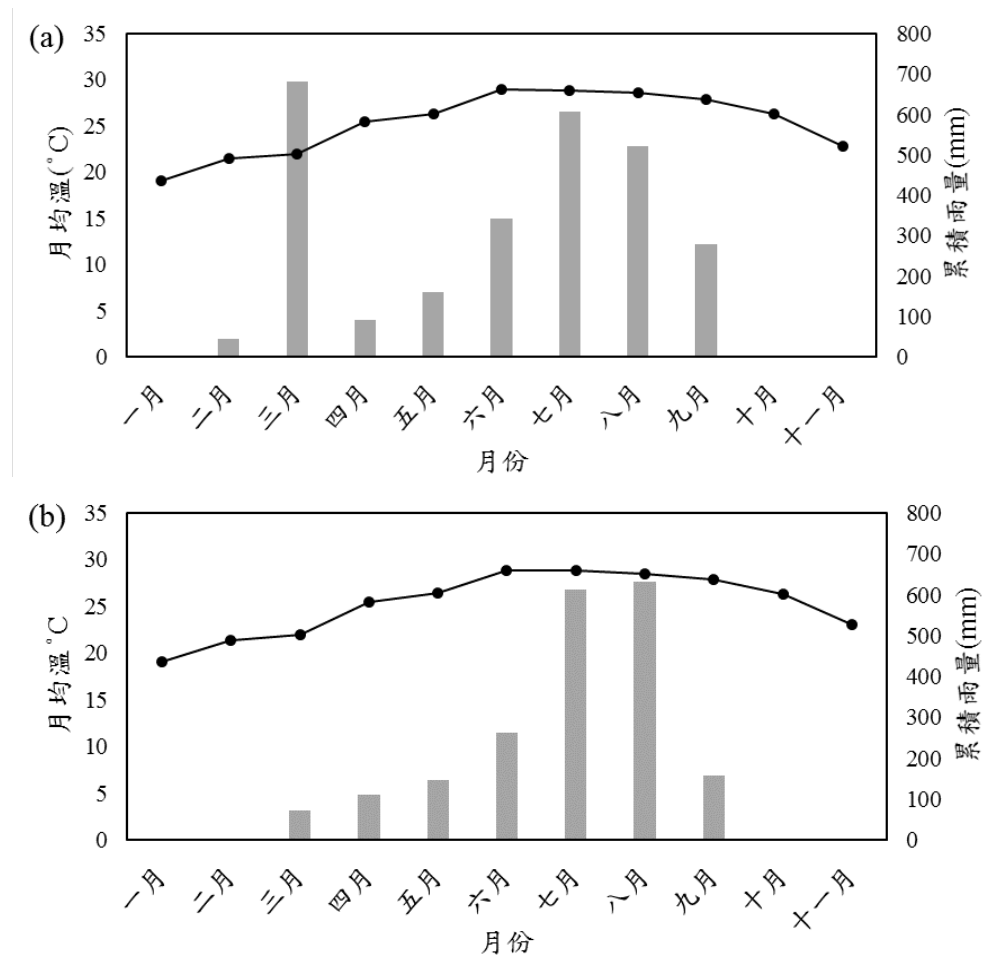 (a)
月均溫(°C)
35
30
25
20
15
10
5
0
800
700
600
500
400
300
200
100
0
累積雨量(mm)
一月
二月
三月
四月
五月
六月
七月
八月
九月
十月
十一月
月份
(b)
月均溫°C
35
30
25
20
15
10
5
0
800
700
600
500
400
300
200
100
0
累積雨量(mm)
一月
二月
三月
四月
五月
六月
七月
八月
九月
十月
十一月
月份